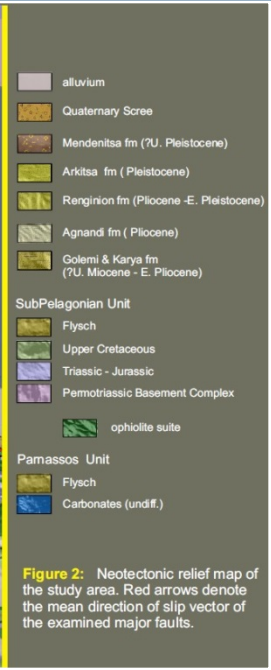 alluvium
Quaternary Scree
Mendenitsa fm (?U. Pleistocene)
Arkitsa fm ( Pleistocene)
Renginion fm (Pliocene -E. Pleistocene)
Agnandi fm ( Pliocene)
Golemi & Karya fm
(?U. Miocene - E. Pliocene)
SubPelagonian Unit
Flysch
Upper Cretaceous
Triassic - Jurassic
Permotriassic Basement Complex
ophiolite suite
Parnassos Unit
Flysch
Carbonates (undiff.)
Figure 2: Neotectonic relief map of
the study area. Red arrows denote
the mean direction of slip vector of
the examined major faults.